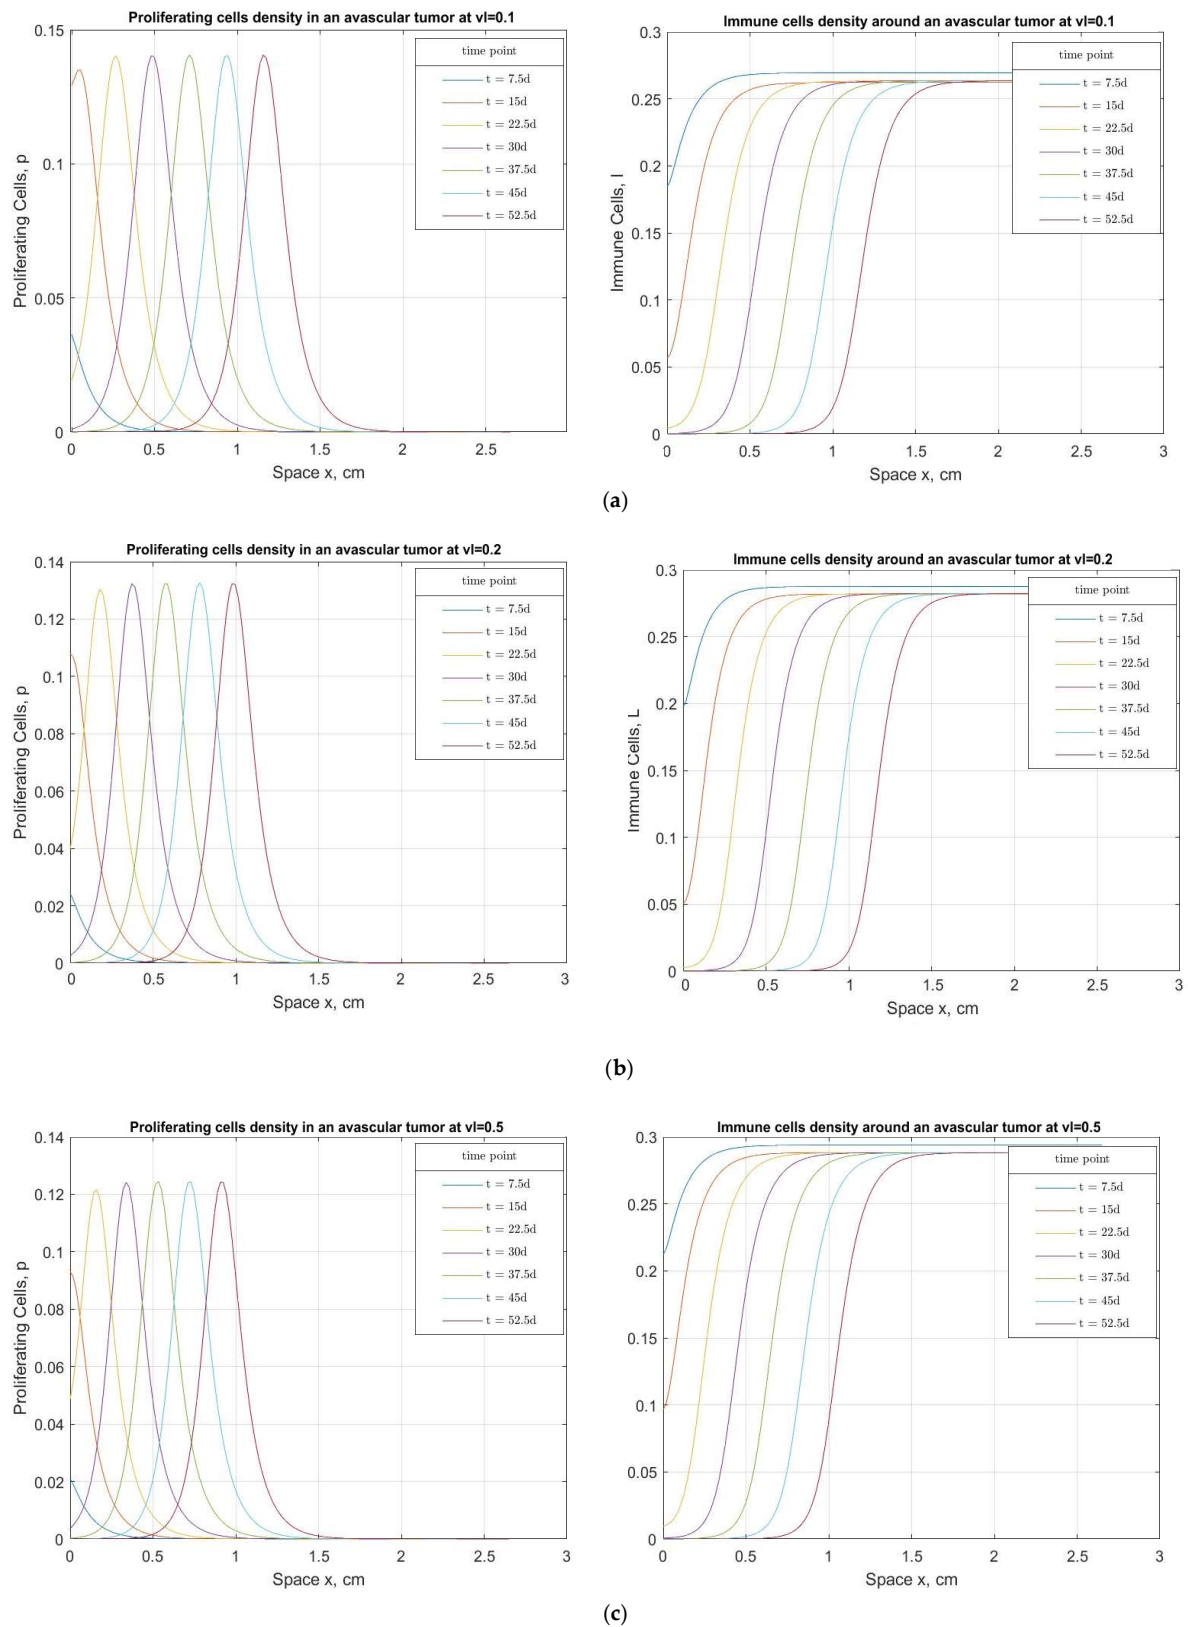 Proliferating cells density in an avascular tumor at vl=0.1
0.15
0.1
0.05
0
Proliferating Cells, p
0 0.5 1 1.5 2 2.5
Space x, cm
time point
t = 7.5d
t = 15d
t = 22.5d
t = 30d
t = 37.5d
t = 45d
t = 52.5d
Immune cells density around an avascular tumor at vl=0.1
0.3
0.25
0.2
0.15
0.1
0.05
0
Immune Cells, I
0 0.5 1 1.5 2 2.5 3
Space x, cm
time point
t = 7.5d
t = 15d
t = 22.5d
t = 30d
t = 37.5d
t = 45d
t = 52.5d
(a)
Proliferating cells density in an avascular tumor at vl=0.2
0.14
0.12
0.1
0.08
0.06
0.04
0.02
0
Proliferating Cells, p
0 0.5 1 1.5 2 2.5 3
Space x, cm
time point
t = 7.5d
t = 15d
t = 22.5d
t = 30d
t = 37.5d
t = 45d
t = 52.5d
Immune cells density around an avascular tumor at vl=0.2
0.3
0.25
0.2
0.15
0.1
0.05
0
Immune Cells, L
0 0.5 1 1.5 2 2.5 3
Space x, cm
time point
t = 7.5d
t = 15d
t = 22.5d
t = 30d
t = 37.5d
t = 45d
t = 52.5d
(b)
Proliferating cells density in an avascular tumor at vl=0.5
0.14
0.12
0.1
0.08
0.06
0.04
0.02
0
Proliferating Cells, p
0 0.5 1 1.5 2 2.5 3
Space x, cm
time point
t = 7.5d
t = 15d
t = 22.5d
t = 30d
t = 37.5d
t = 45d
t = 52.5d
Immune cells density around an avascular tumor at vl=0.5
0.3
0.25
0.2
0.15
0.1
0.05
0
Immune Cells, I
0 0.5 1 1.5 2 2.5 3
Space x, cm
time point
t = 7.5d
t = 15d
t = 22.5d
t = 30d
t = 37.5d
t = 45d
t = 52.5d
(c)